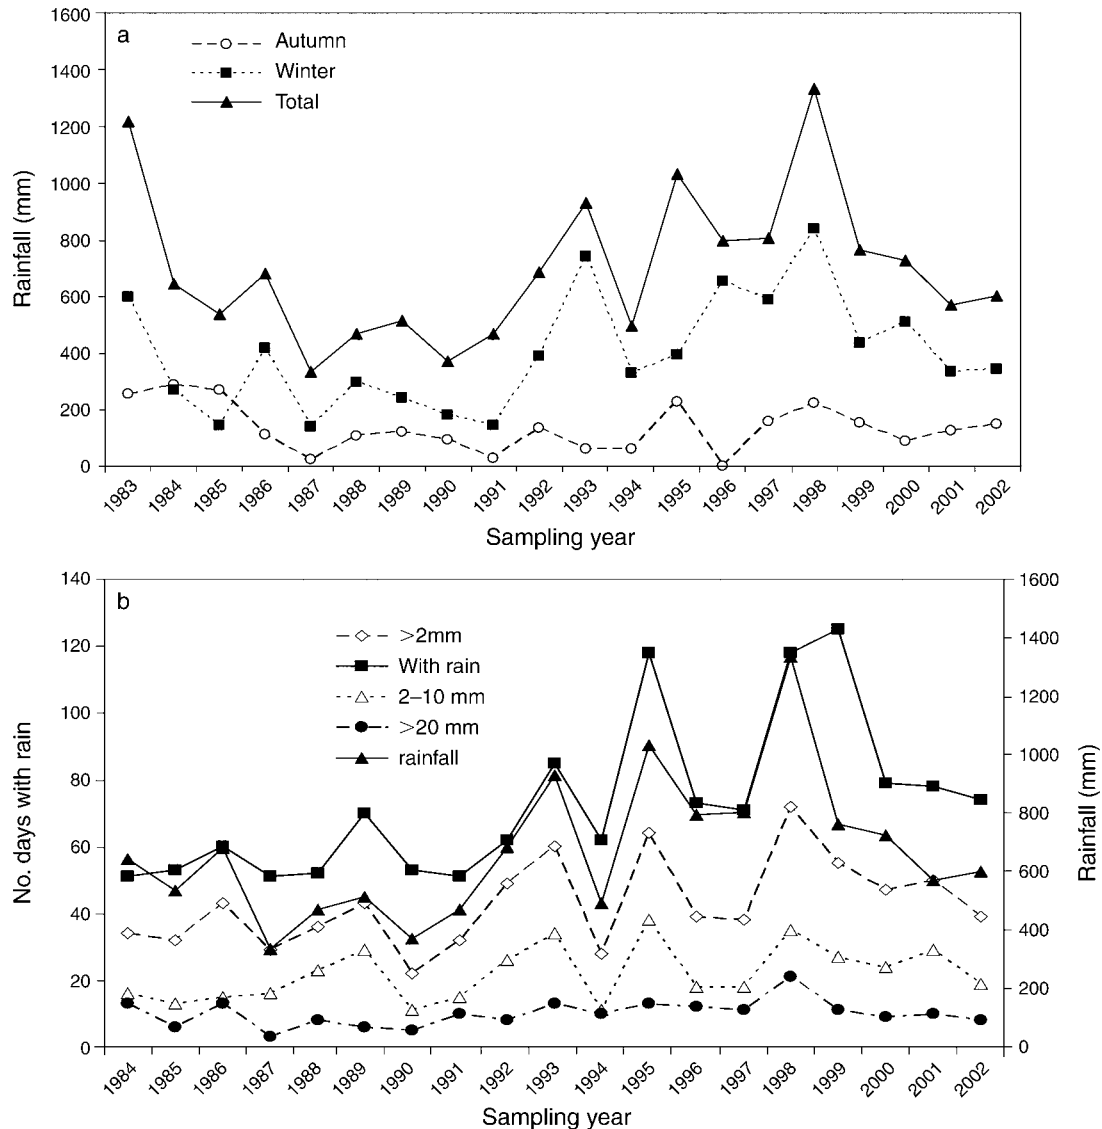 a
Autumn
Winter
Total
1600
1400
1200
1000
800
600
400
200
0
Rainfall (mm)
1983 1984 1985 1986 1987 1988 1989 1990 1991 1992 1993 1994 1995 1996 1997 1998 1999 2000 2001 2002
Sampling year
b
>2mm
With rain
2–10 mm
>20 mm
rainfall
140
120
100
80
60
40
20
0
No. days with rain
1600
1400
1200
1000
800
600
400
200
0
Rainfall (mm)
1984 1985 1986 1987 1988 1989 1990 1991 1992 1993 1994 1995 1996 1997 1998 1999 2000 2001 2002
Sampling year